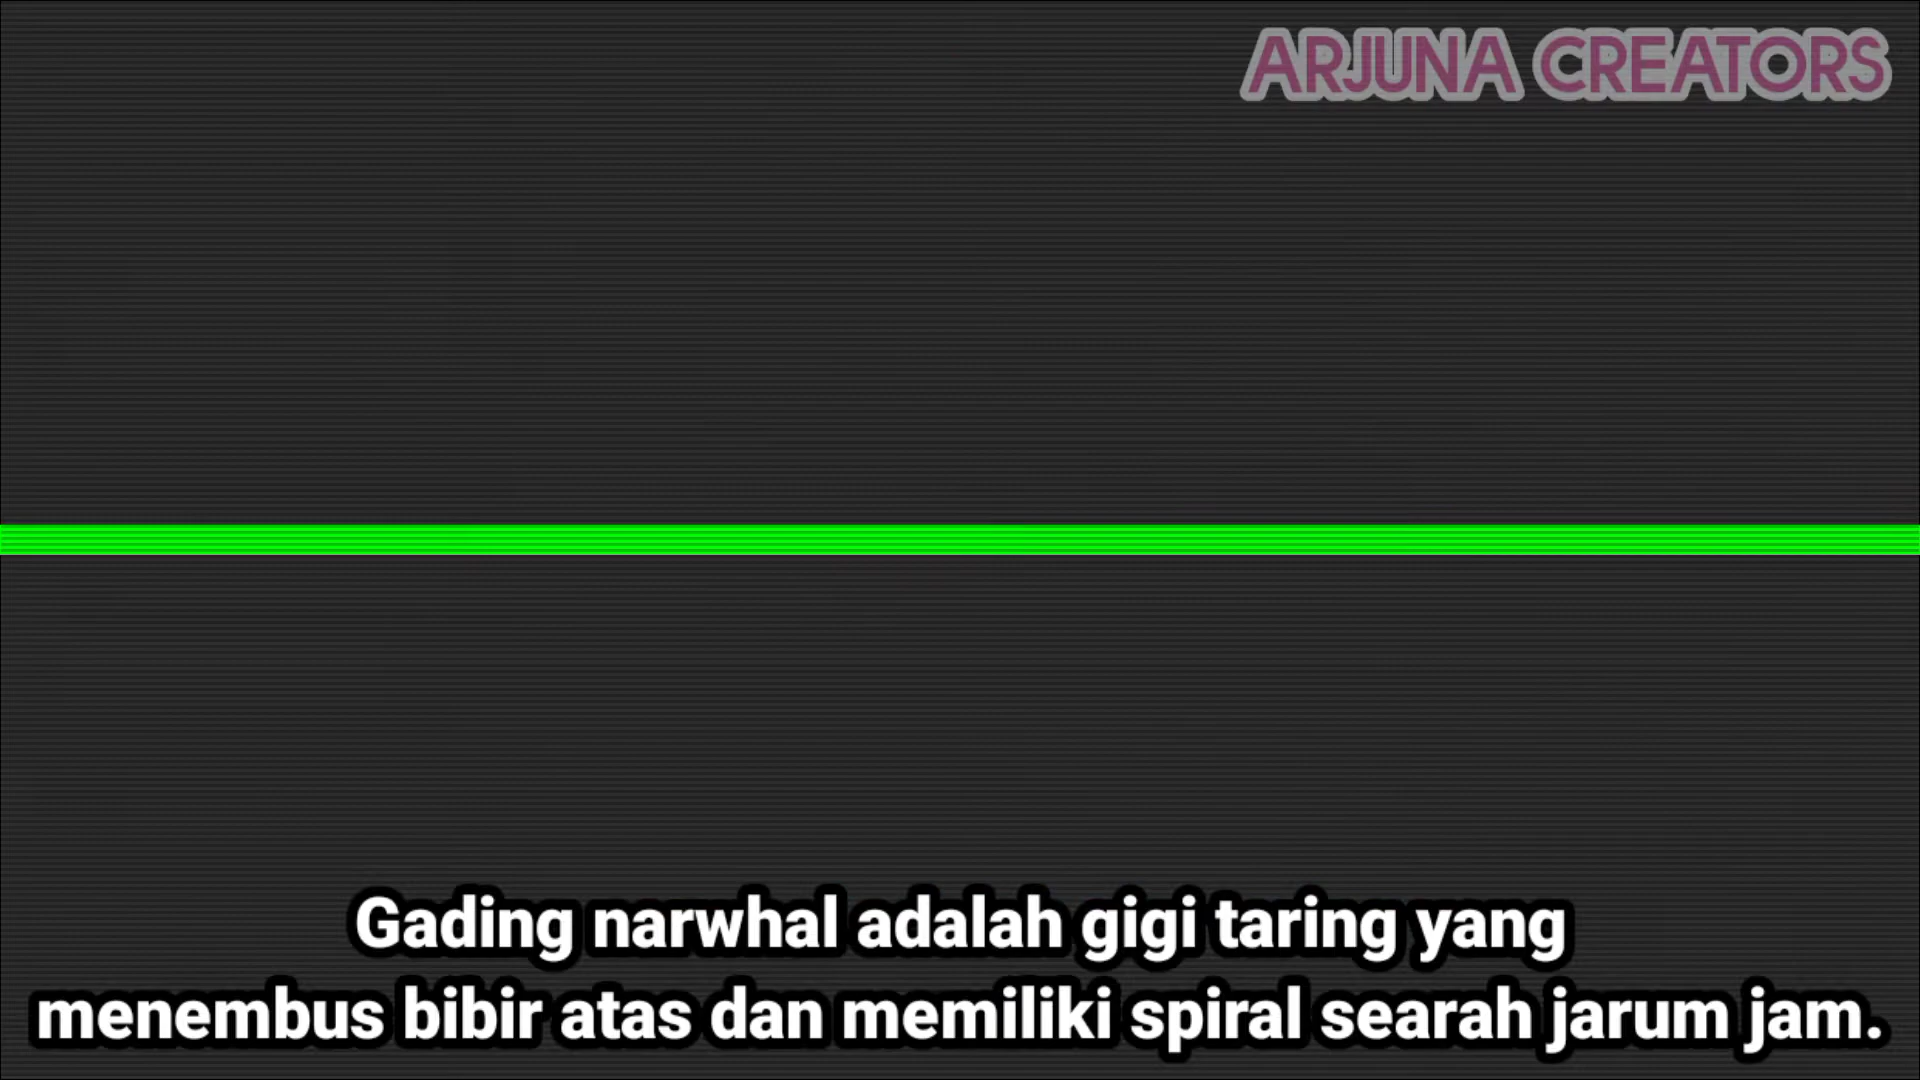 ARJUNA CREATORS
Gading narwhal adalah gigi taring yang
menembus bibir atas dan memiliki spiral searah jarum jam.